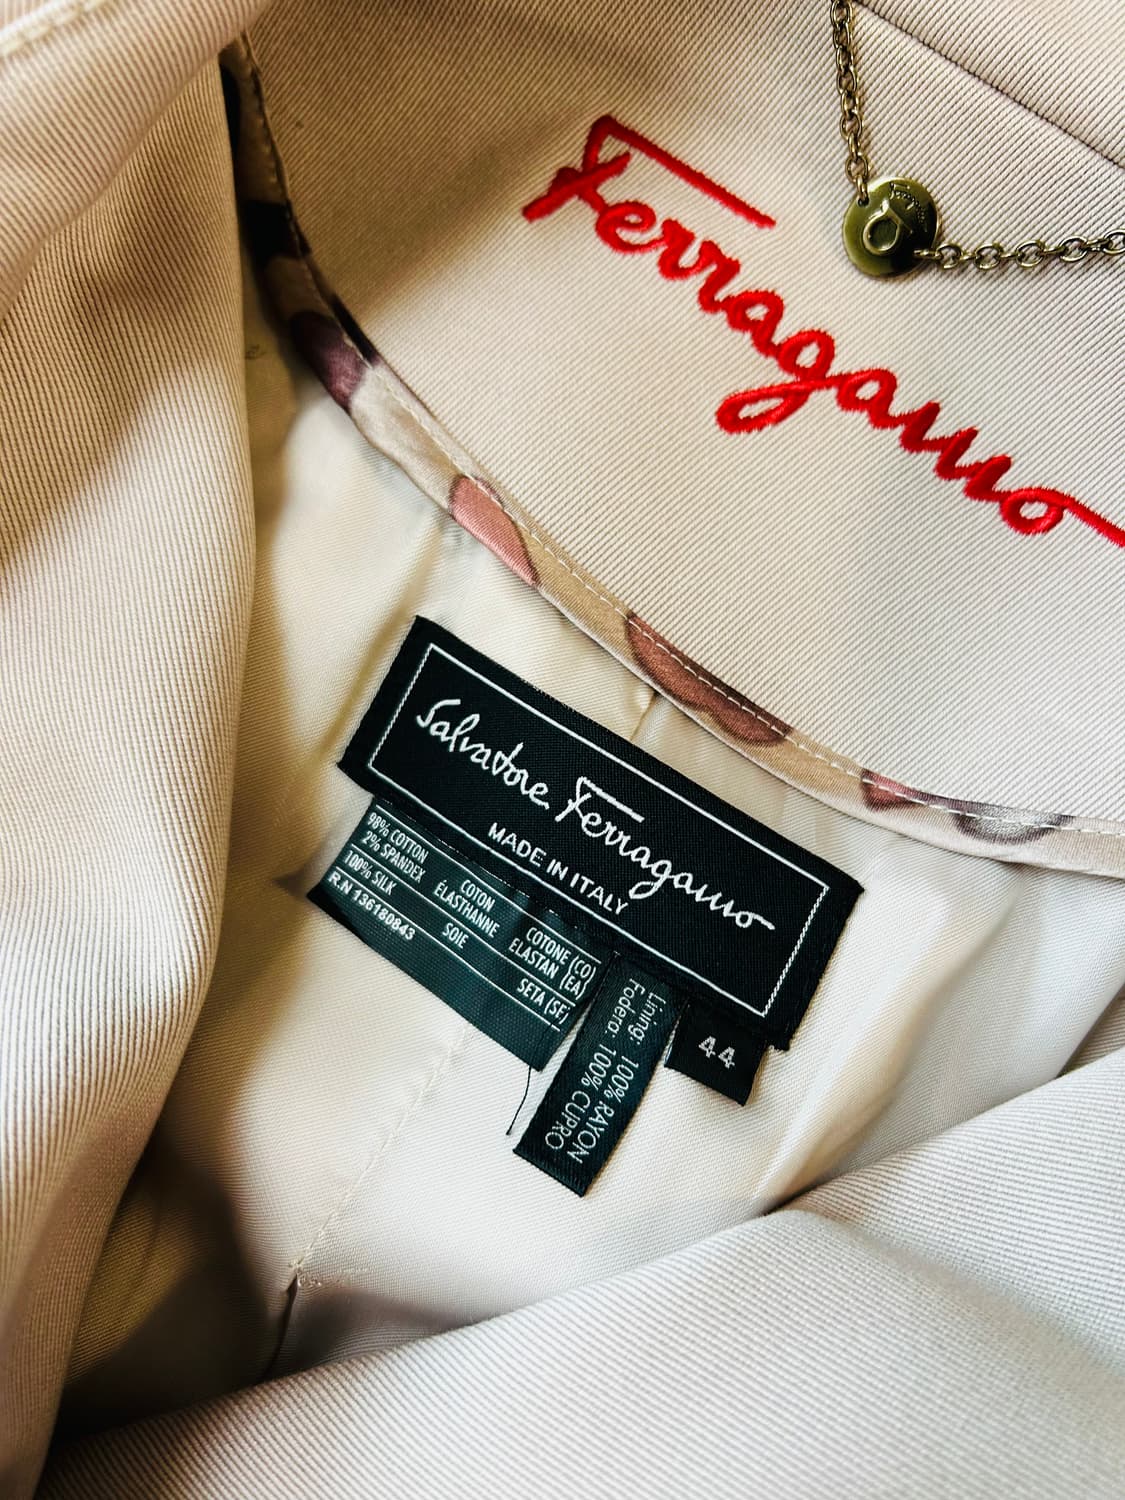 Ferragamo
Salvatore Ferragamo
MADE IN ITALY
98% COTTON
2% SPANDEX
100% SILK
R.N 136180843
COTON
ÉLASTHANNE
SOIE
COTONE (CO)
ELASTAN (EA)
SETA (SE)
Lining: 100% RAYON
Fodera: 100% CUPRO
44